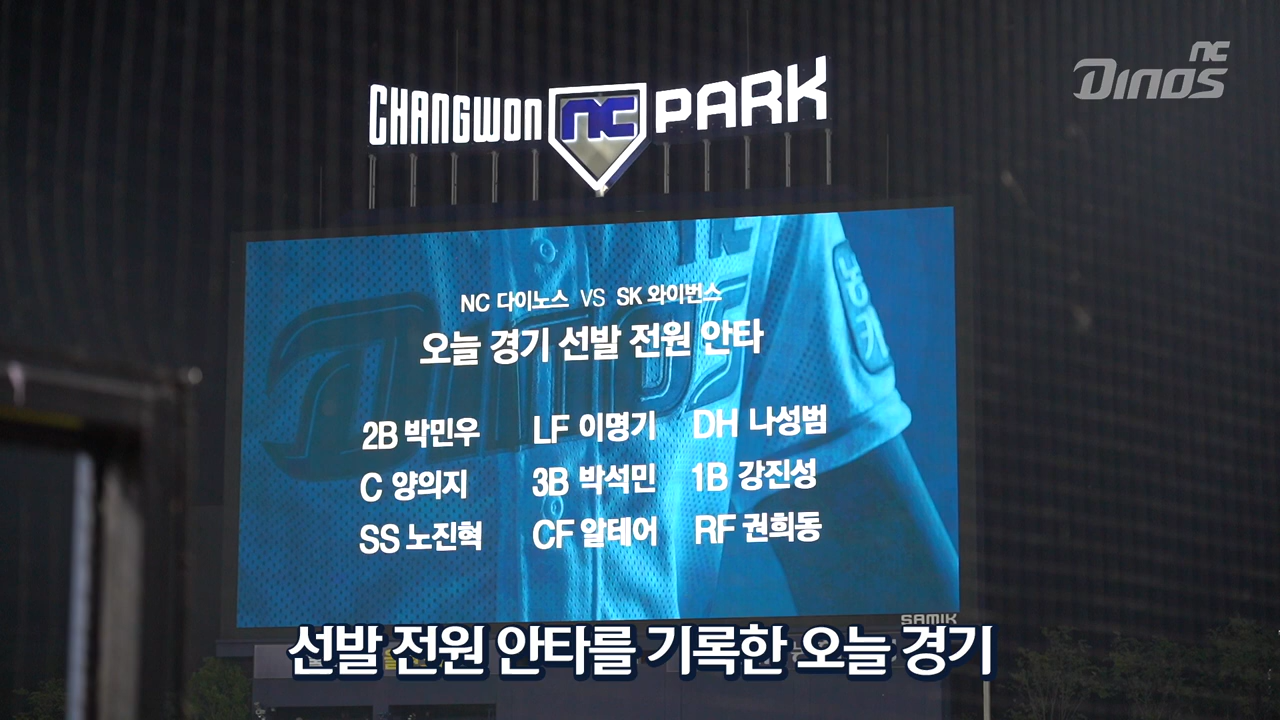 NC
DINOS
CHANGWON NC PARK
NC 다이노스 VS SK 와이번스
오늘 경기 선발 전원 안타
2B 박민우 LF 이명기 DH 나성범
C 양의지 3B 박석민 1B 강진성
SS 노진혁 CF 알테어 RF 권희동
SAMIK
선발 전원 안타를 기록한 오늘 경기